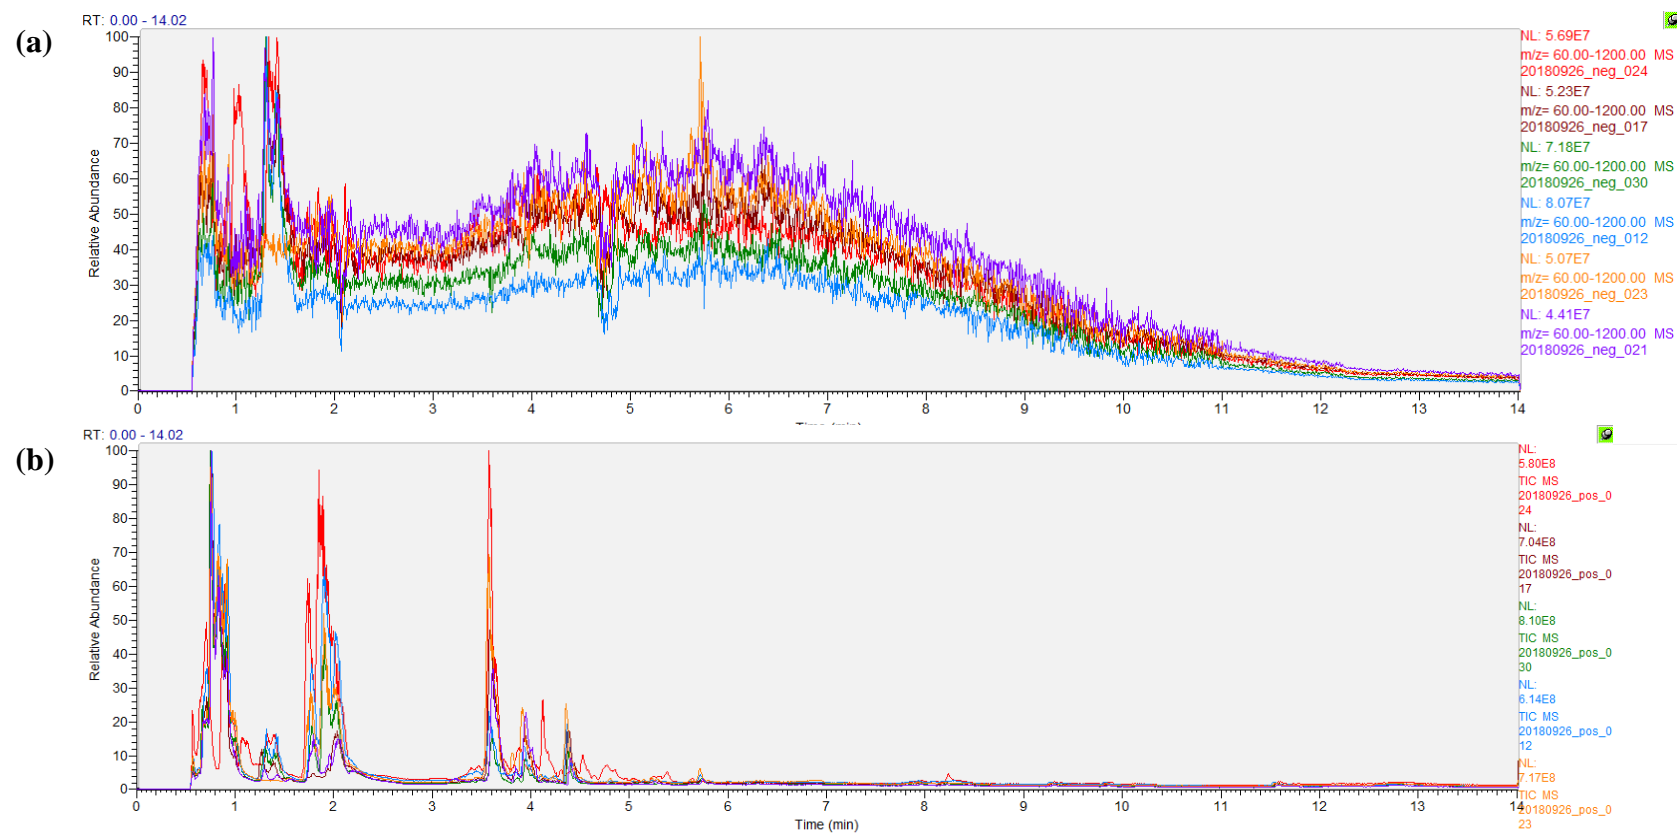 RT: 0.00 - 14.02
(a)
100
90
80
70
60
50
40
30
20
10
0
Relative Abundance
0 1 2 3 4 5 6 7 8 9 10 11 12 13 14
NL: 5.69E7
m/z= 60.00-1200.00 MS
20180926_neg_024
NL: 5.23E7
m/z= 60.00-1200.00 MS
20180926_neg_017
NL: 7.18E7
m/z= 60.00-1200.00 MS
20180926_neg_030
NL: 8.07E7
m/z= 60.00-1200.00 MS
20180926_neg_012
NL: 5.07E7
m/z= 60.00-1200.00 MS
20180926_neg_023
NL: 4.41E7
m/z= 60.00-1200.00 MS
20180926_neg_021
RT: 0.00 - 14.02
(b)
100
90
80
70
60
50
40
30
20
10
0
Relative Abundance
0 1 2 3 4 5 6 7 8 9 10 11 12 13 14
Time (min)
NL:
5.80E8
TIC MS
20180926_pos_0
24
NL:
7.04E8
TIC MS
20180926_pos_0
17
NL:
8.10E8
TIC MS
20180926_pos_0
30
NL:
6.14E8
TIC MS
20180926_pos_0
12
NL:
7.17E8
TIC MS
20180926_pos_0
23